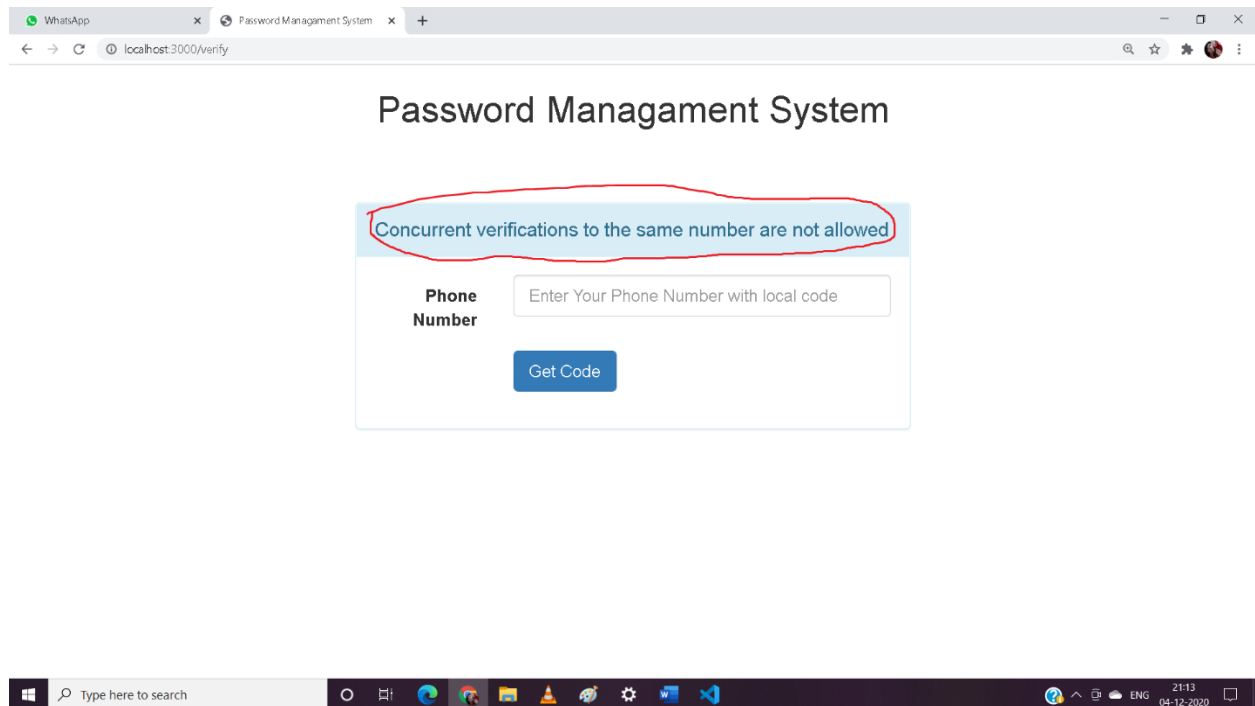 WhatsApp
Password Managament System
localhost:3000/verify
Password Managament System
Concurrent verifications to the same number are not allowed
Phone
Number
Enter Your Phone Number with local code
Get Code
Type here to search
ENG
21:13
04-12-2020